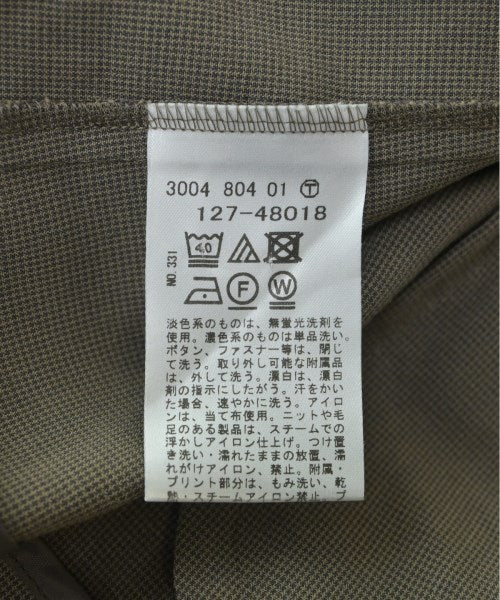 3004 804 01 Ⓣ
127-48018
NO.331
40
F W
淡色系のものは、無蛍光洗剤を
使用。濃色系のものは単品洗い。
ボタン、ファスナー等は、閉じ
て洗う。取り外し可能な附属品
は、外して洗う。漂白は、漂白
剤の指示にしたがう。汗をかい
た場合、速やかに洗う。アイロ
ンは、当て布使用。ニットや毛
足のある製品は、スチームでの
浮かしアイロン仕上げ。つけ置
き洗い・濡れたままの放置、濡
れがけアイロン、禁止。附属・
プリント部分は、もみ洗い、乾
熱・スチームアイロン禁止。プ